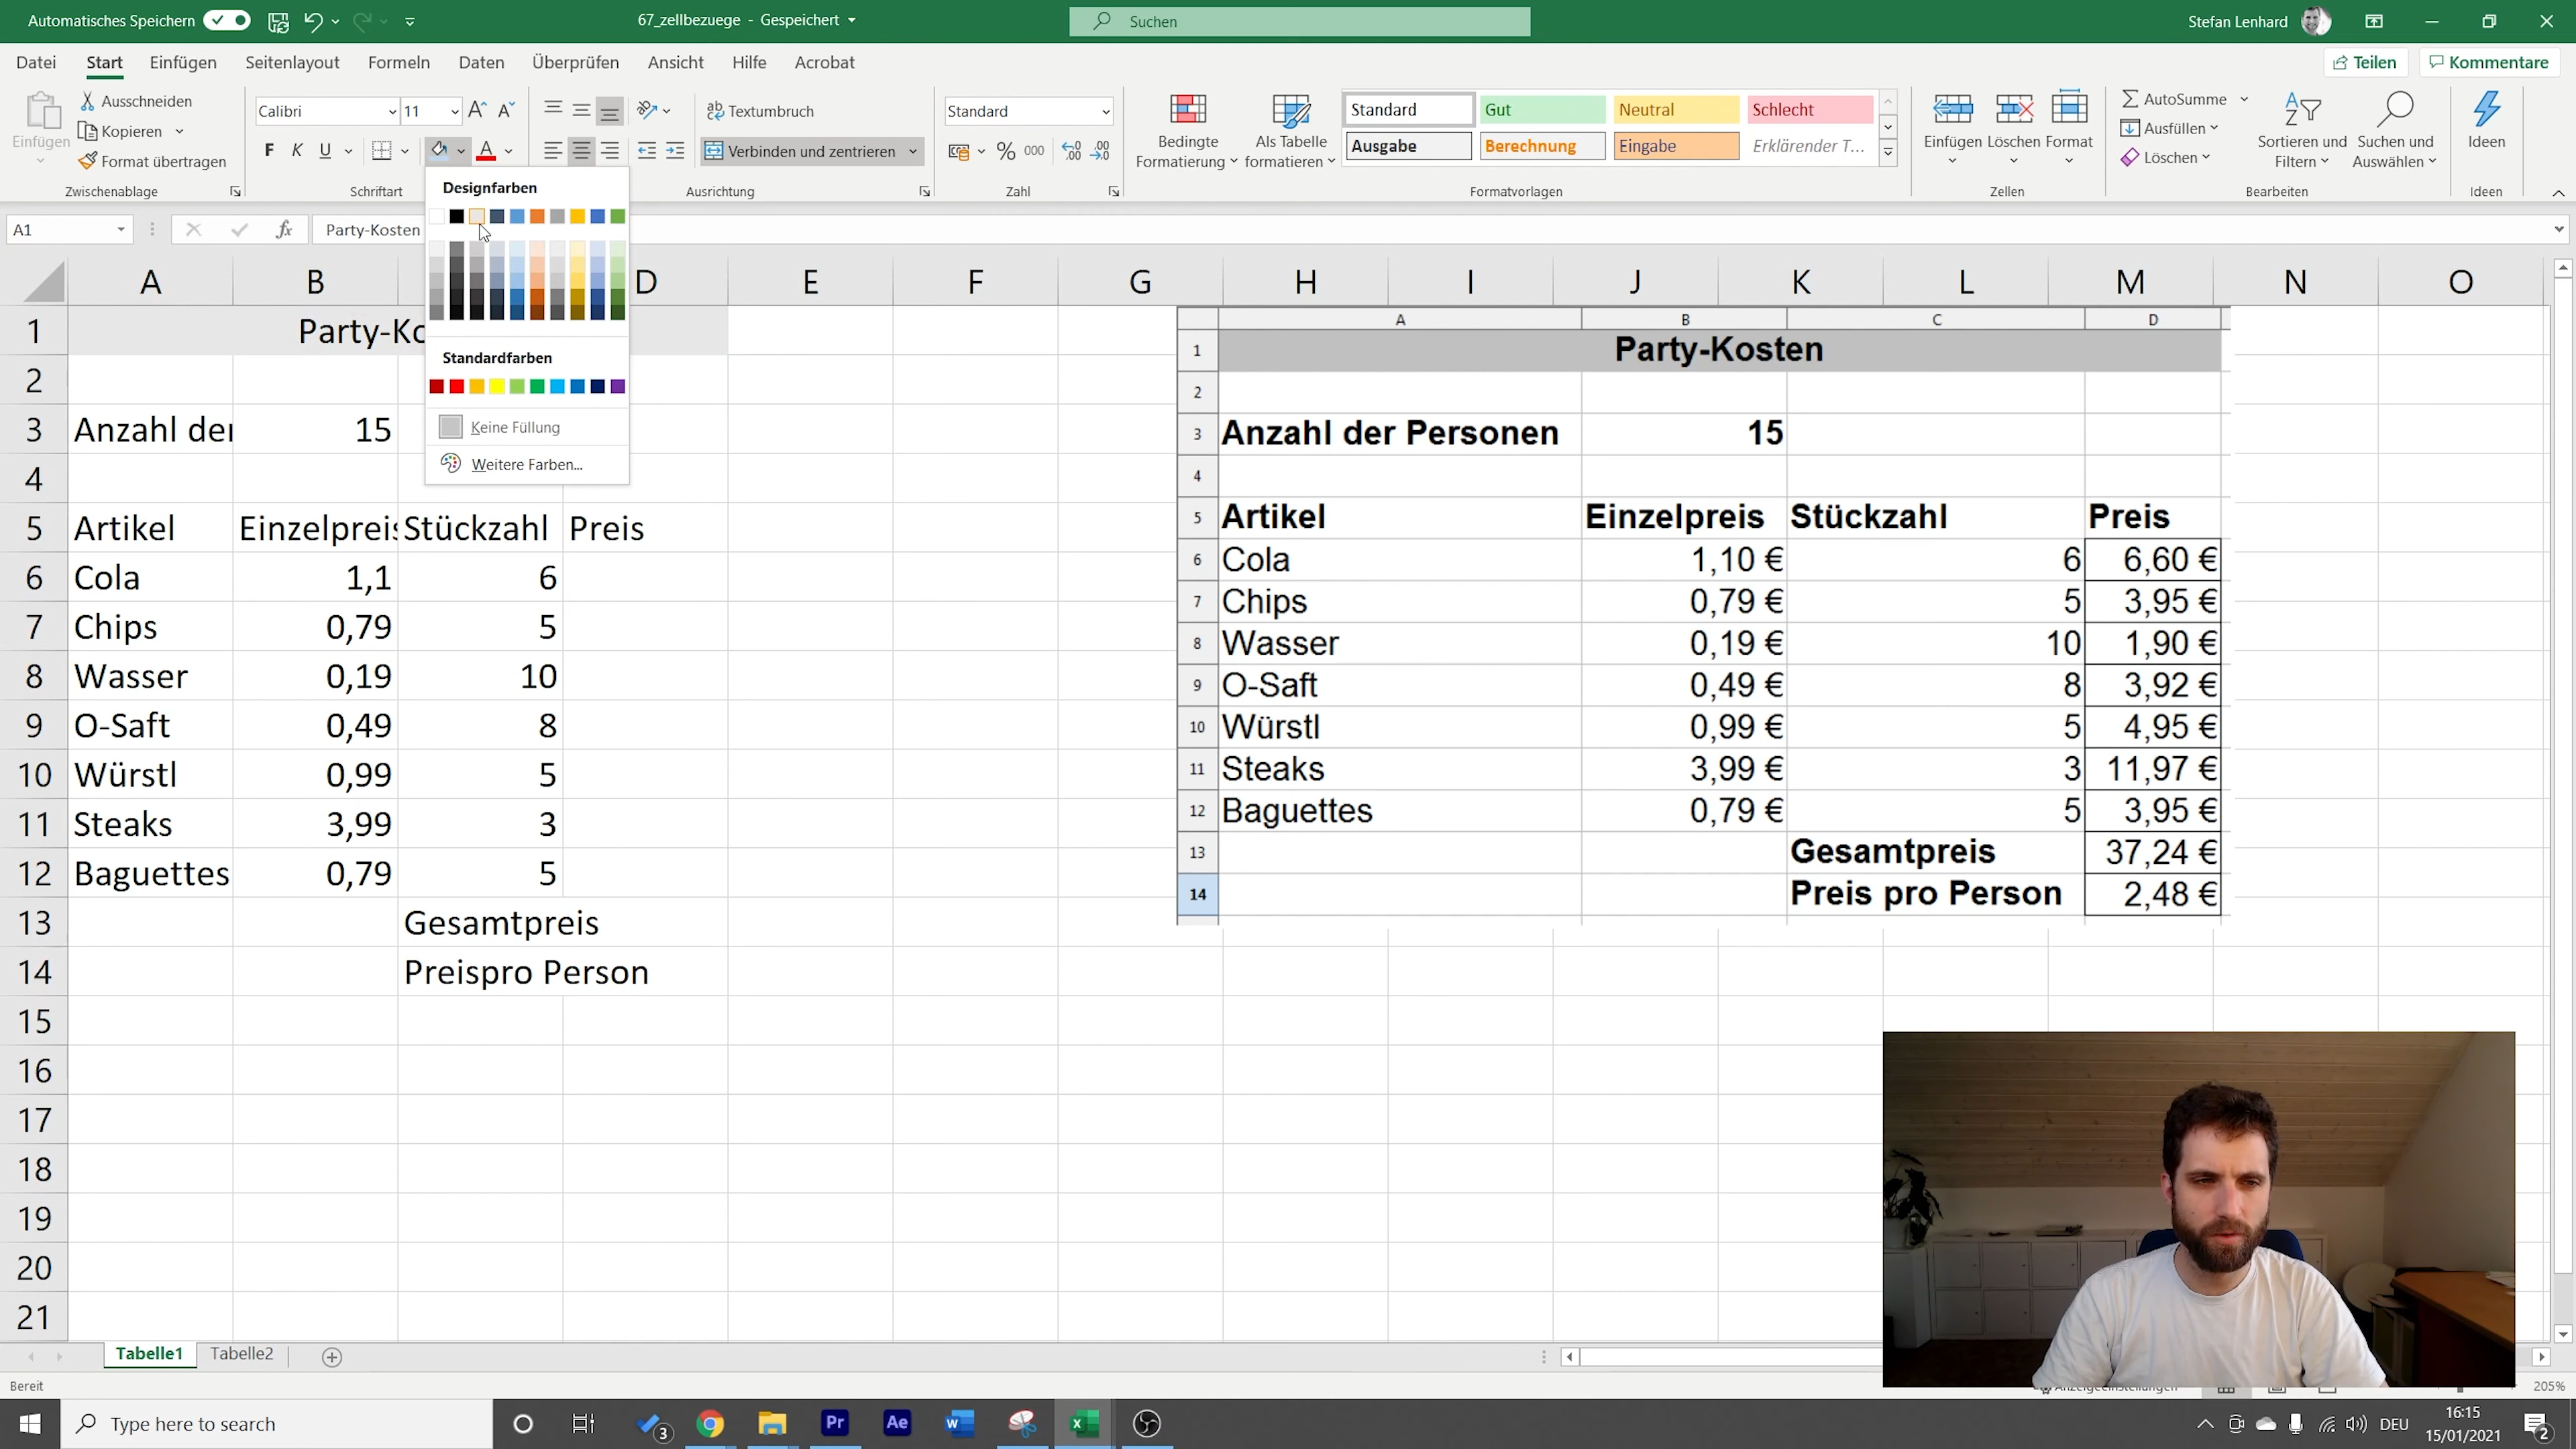 Automatisches Speichern
67_zellbezuege - Gespeichert
Suchen
Stefan Lenhard
Datei Start Einfügen Seitenlayout Formeln Daten Überprüfen Ansicht Hilfe Acrobat
Teilen Kommentare
Einfügen
Ausschneiden
Kopieren
Format übertragen
Zwischenablage
Calibri 11
F K U
Schriftart
Textumbruch
Verbinden und zentrieren
Ausrichtung
Standard
% 000
Zahl
Bedingte Formatierung
Als Tabelle formatieren
Standard Gut Neutral Schlecht
Ausgabe Berechnung Eingabe Erklärender T...
Formatvorlagen
Einfügen Löschen Format
Zellen
AutoSumme
Ausfüllen
Löschen
Sortieren und Filtern
Suchen und Auswählen
Bearbeiten
Ideen
Ideen
A1
fx
Party-Kosten
Designfarben
Standardfarben
Keine Füllung
Weitere Farben...
A B D E F G H I J K L M N O
1 Party-Ko
2
3 Anzahl der 15
4
5 Artikel Einzelpreis Stückzahl Preis
6 Cola 1,1 6
7 Chips 0,79 5
8 Wasser 0,19 10
9 O-Saft 0,49 8
10 Würstl 0,99 5
11 Steaks 3,99 3
12 Baguettes 0,79 5
13 Gesamtpreis
14 Preispro Person
15
16
17
18
19
20
21
A B C D
1 Party-Kosten
2
3 Anzahl der Personen 15
4
5 Artikel Einzelpreis Stückzahl Preis
6 Cola 1,10 € 6 6,60 €
7 Chips 0,79 € 5 3,95 €
8 Wasser 0,19 € 10 1,90 €
9 O-Saft 0,49 € 8 3,92 €
10 Würstl 0,99 € 5 4,95 €
11 Steaks 3,99 € 3 11,97 €
12 Baguettes 0,79 € 5 3,95 €
13 Gesamtpreis 37,24 €
14 Preis pro Person 2,48 €
Tabelle1 Tabelle2
Bereit
205%
Type here to search
3
Pr
Ae
DEU
16:15
15/01/2021
2